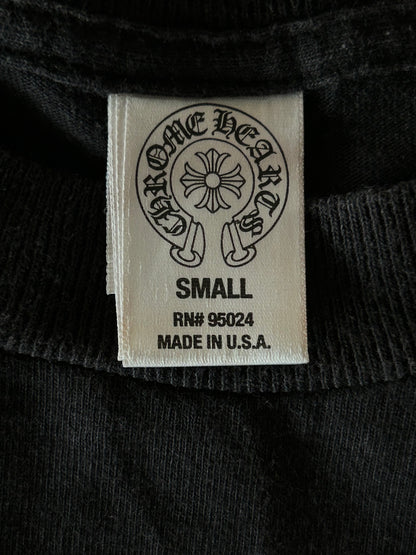 CHROME HEARTS
SMALL
RN# 95024
MADE IN U.S.A.